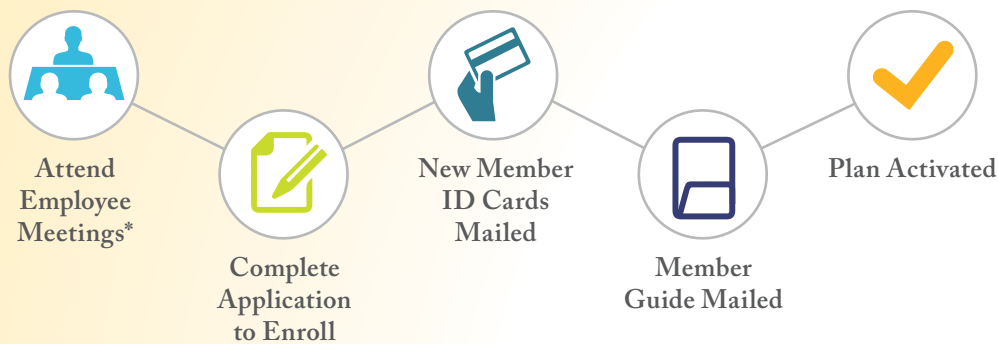 Attend
Employee
Meetings*
Complete
Application
to Enroll
New Member
ID Cards
Mailed
Member
Guide Mailed
Plan Activated